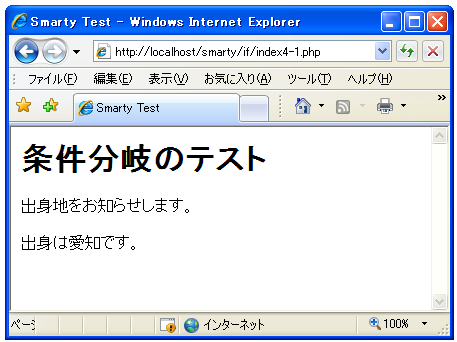 Smarty Test - Windows Internet Explorer
http://localhost/smarty/if/index4-1.php
ファイル(F) 編集(E) 表示(V) お気に入り(A) ツール(T) ヘルプ(H)
Smarty Test
»
条件分岐のテスト
出身地をお知らせします。
出身は愛知です。
インターネット 100%